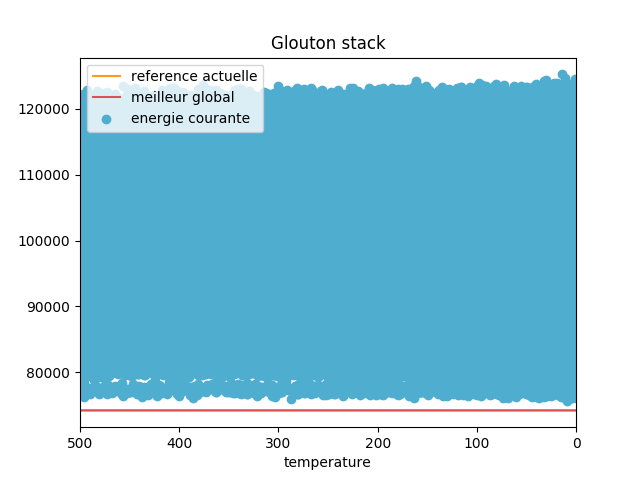 Glouton stack
reference actuelle
meilleur global
energie courante
120000
110000
100000
90000
80000
500 400 300 200 100 0
temperature